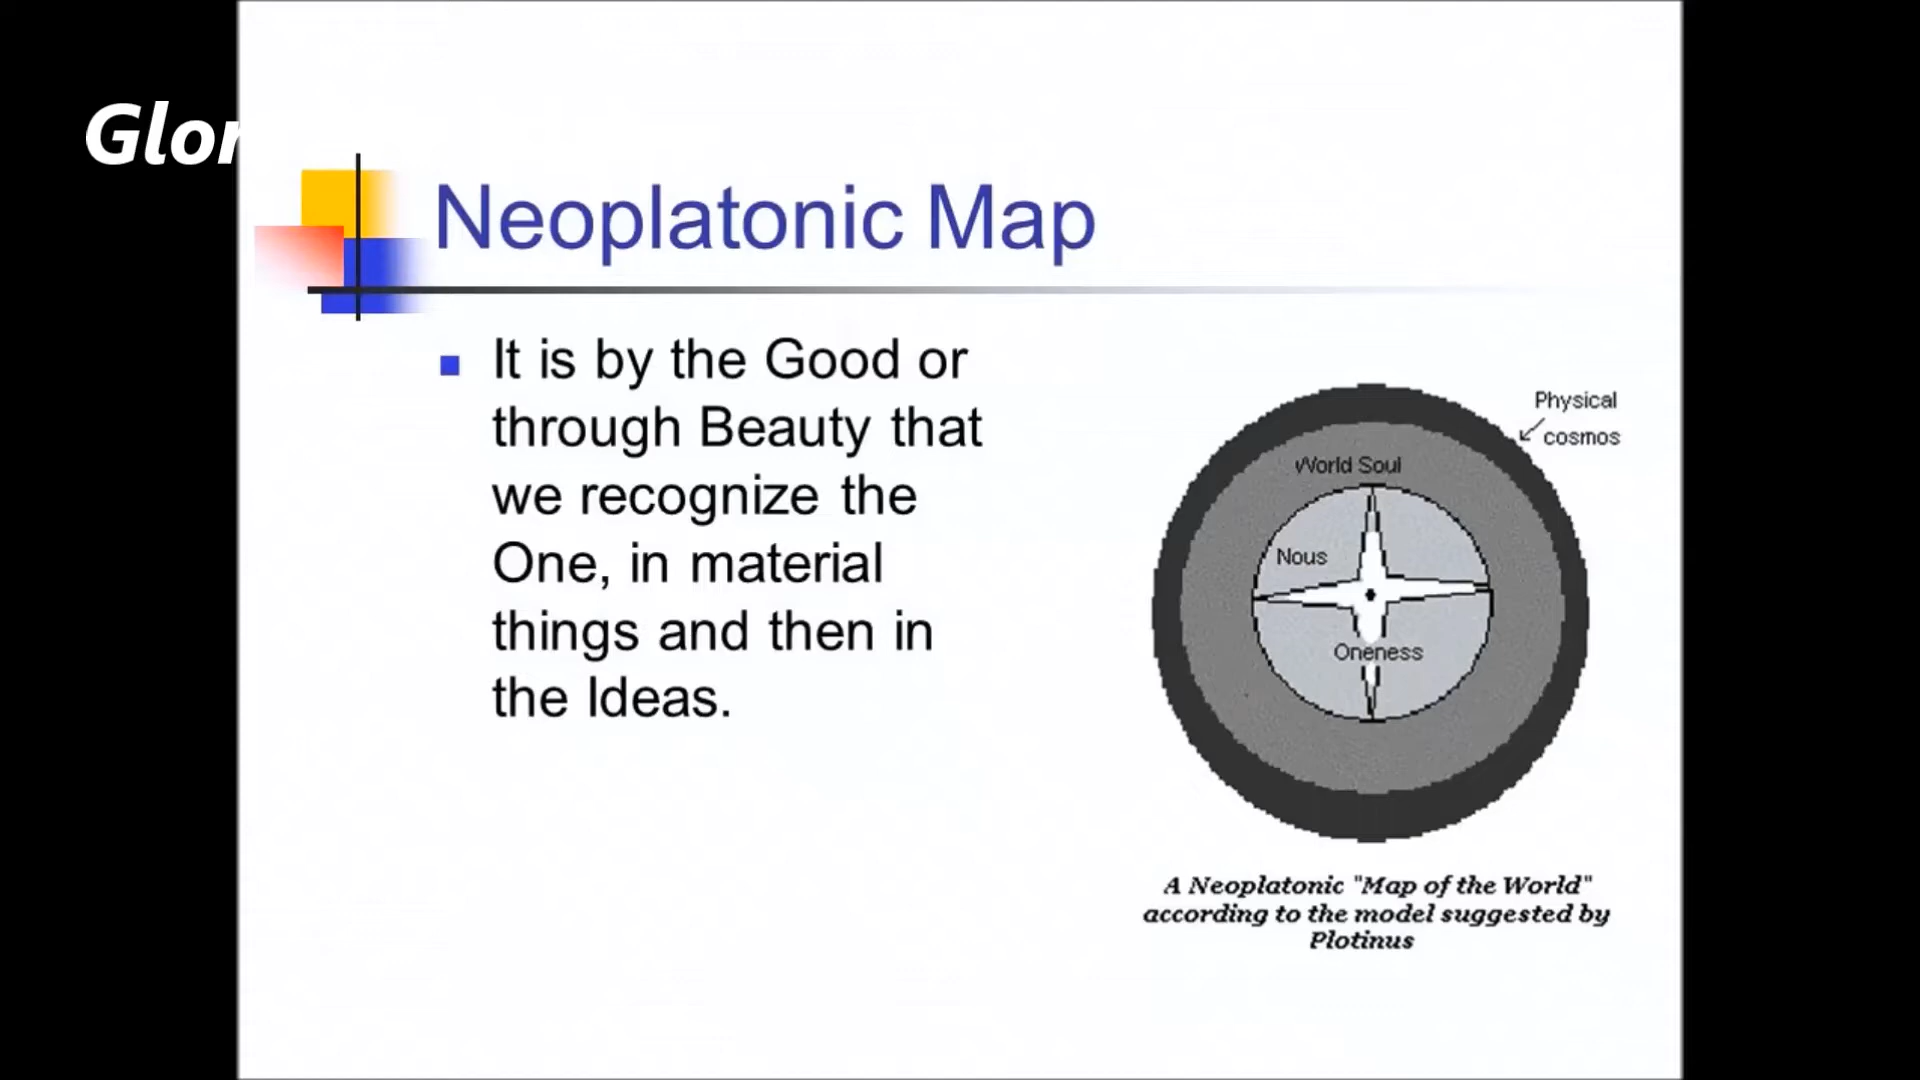 Glor
Neoplatonic Map
It is by the Good or
through Beauty that
we recognize the
One, in material
things and then in
the Ideas.
Physical
cosmos
World Soul
Nous
Oneness
A Neoplatonic "Map of the World"
according to the model suggested by
Plotinus